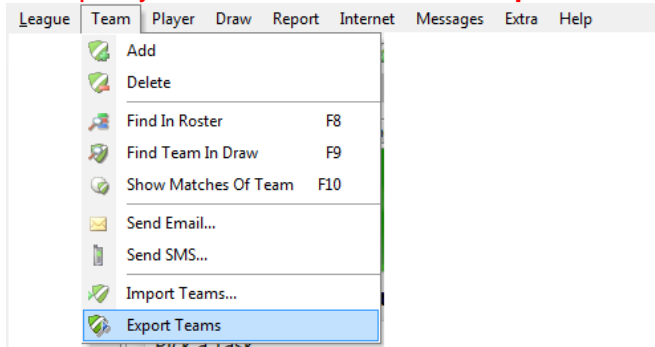 League Team Player Draw Report Internet Messages Extra Help
Add
Delete
Find In Roster F8
Find Team In Draw F9
Show Matches Of Team F10
Send Email...
Send SMS...
Import Teams...
Export Teams